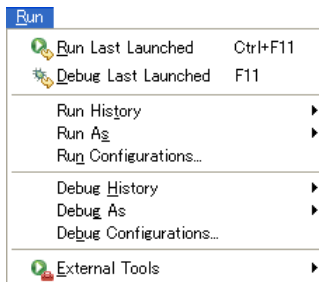 Run
Run Last Launched Ctrl+F11
Debug Last Launched F11
Run History
Run As
Run Configurations...
Debug History
Debug As
Debug Configurations...
External Tools